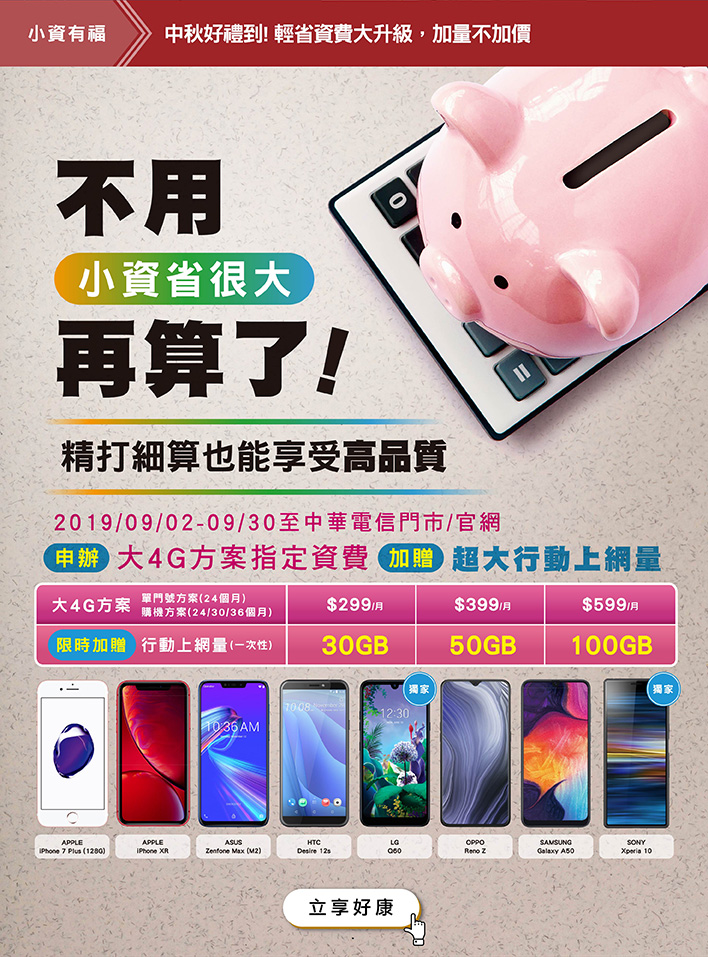 小資有福
中秋好禮到! 輕省資費大升級，加量不加價
不用
小資省很大
再算了!
精打細算也能享受高品質
2019/09/02-09/30至中華電信門市/官網
申辦 大4G方案指定資費 加贈 超大行動上網量
大4G方案 單門號方案(24個月) 購機方案(24/30/36個月) $299/月 $399/月 $599/月
限時加贈 行動上網量(一次性) 30GB 50GB 100GB
獨家 獨家
10:36 AM
12:30
APPLE iPhone 7 Plus (128G)
APPLE iPhone XR
ASUS Zenfone Max (M2)
HTC Desire 12s
LG Q60
OPPO Reno Z
SAMSUNG Galaxy A50
SONY Xperia 10
立享好康